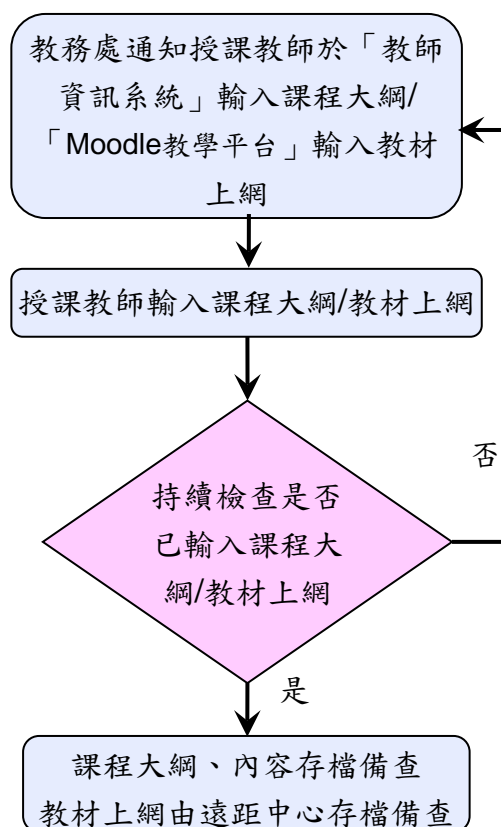 教務處通知授課教師於「教師
資訊系統」輸入課程大綱/
「Moodle教學平台」輸入教材
上網
授課教師輸入課程大綱/教材上網
否
持續檢查是否
已輸入課程大
綱/教材上網
是
課程大綱、內容存檔備查
教材上網由遠距中心存檔備查